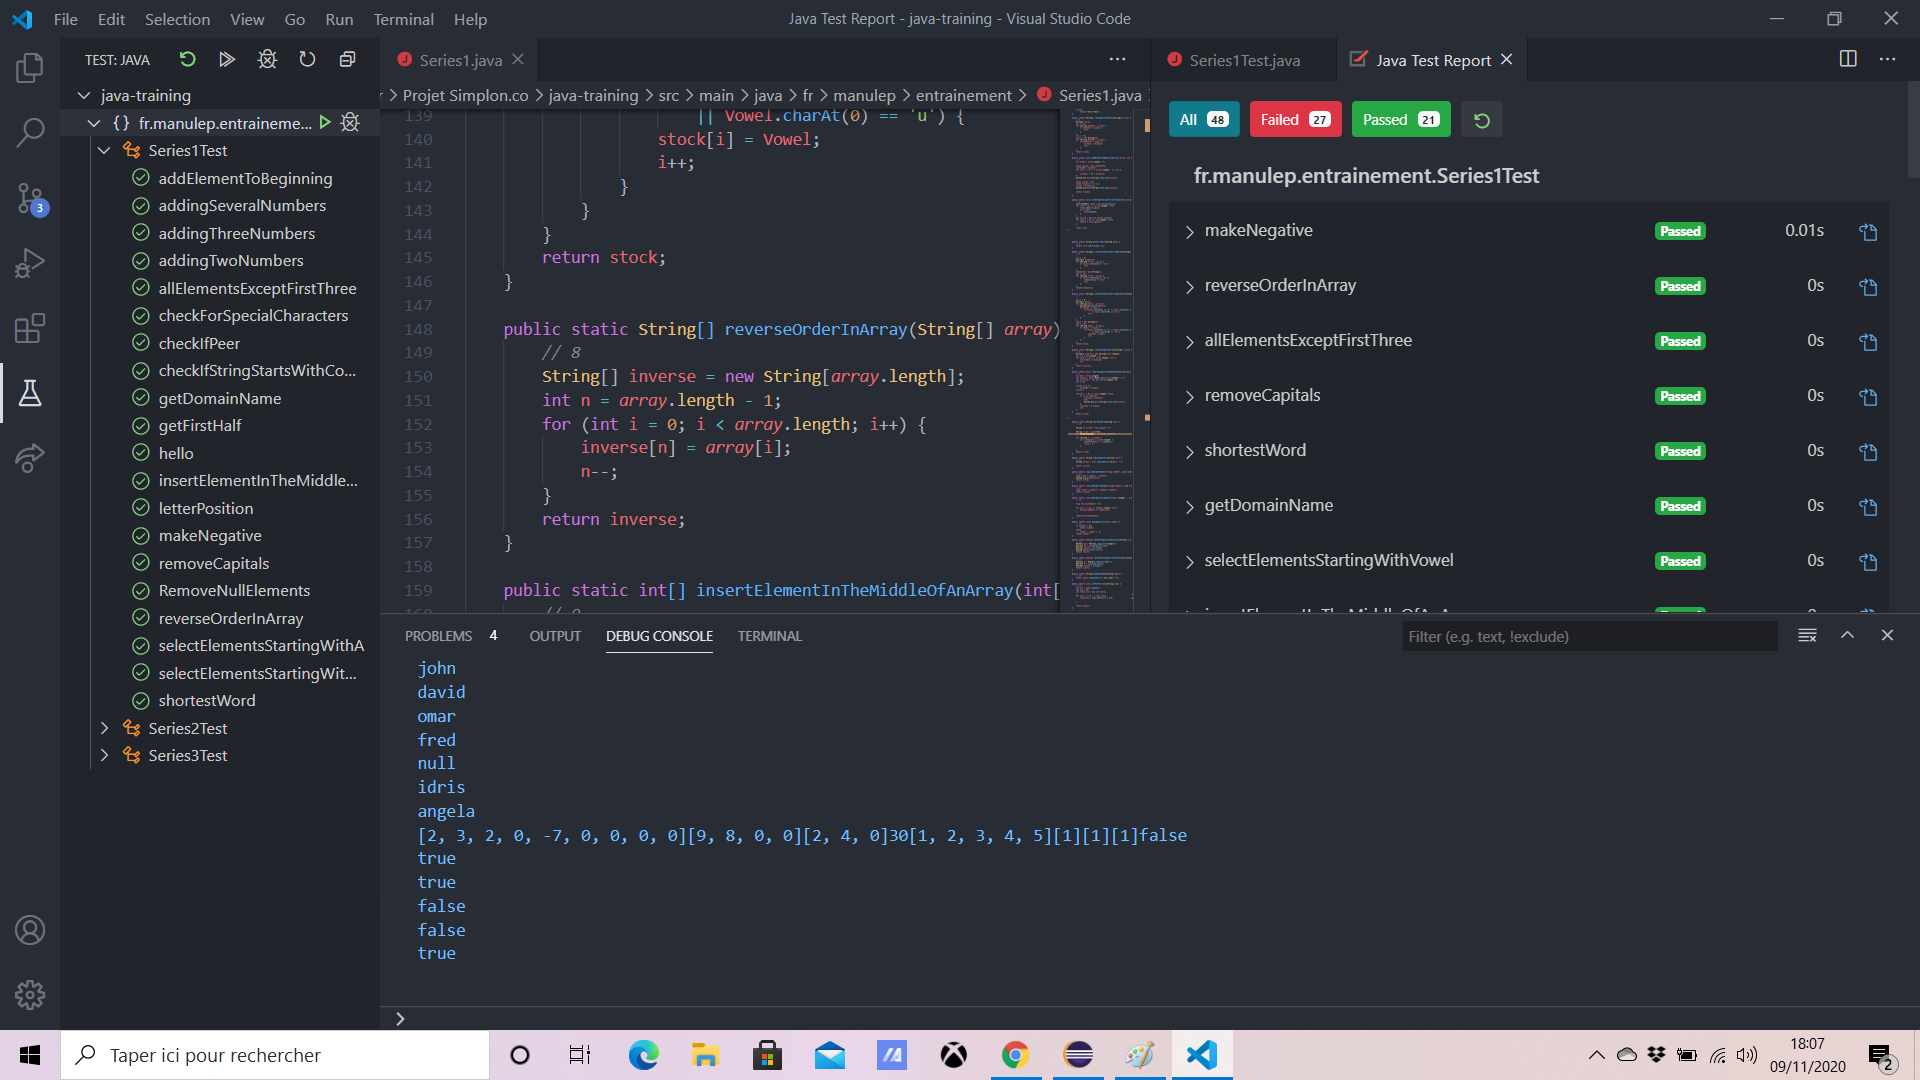 File Edit Selection View Go Run Terminal Help
Java Test Report - java-training - Visual Studio Code
TEST: JAVA
java-training
{} fr.manulep.entraineme...
Series1Test
addElementToBeginning
addingSeveralNumbers
addingThreeNumbers
addingTwoNumbers
allElementsExceptFirstThree
checkForSpecialCharacters
checkIfPeer
checkIfStringStartsWithCo...
getDomainName
getFirstHalf
hello
insertElementInTheMiddle...
letterPosition
makeNegative
removeCapitals
RemoveNullElements
reverseOrderInArray
selectElementsStartingWithA
selectElementsStartingWit...
shortestWord
Series2Test
Series3Test
3
Series1.java
Projet Simplon.co > java-training > src > main > java > fr > manulep > entrainement > Series1.java
139 || Vowel.charAt(0) == 'u') {
140 stock[i] = Vowel;
141 i++;
142 }
143 }
144 }
145 return stock;
146 }
147
148 public static String[] reverseOrderInArray(String[] array)
149 // 8
150 String[] inverse = new String[array.length];
151 int n = array.length - 1;
152 for (int i = 0; i < array.length; i++) {
153 inverse[n] = array[i];
154 n--;
155 }
156 return inverse;
157 }
158
159 public static int[] insertElementInTheMiddleOfAnArray(int[
Series1Test.java
Java Test Report
All 48 Failed 27 Passed 21
fr.manulep.entrainement.Series1Test
makeNegative Passed 0.01s
reverseOrderInArray Passed 0s
allElementsExceptFirstThree Passed 0s
removeCapitals Passed 0s
shortestWord Passed 0s
getDomainName Passed 0s
selectElementsStartingWithVowel Passed 0s
PROBLEMS 4 OUTPUT DEBUG CONSOLE TERMINAL
Filter (e.g. text, !exclude)
john
david
omar
fred
null
idris
angela
[2, 3, 2, 0, -7, 0, 0, 0, 0][9, 8, 0, 0][2, 4, 0]30[1, 2, 3, 4, 5][1][1][1]false
true
true
false
false
true
Taper ici pour rechercher
18:07
09/11/2020
2